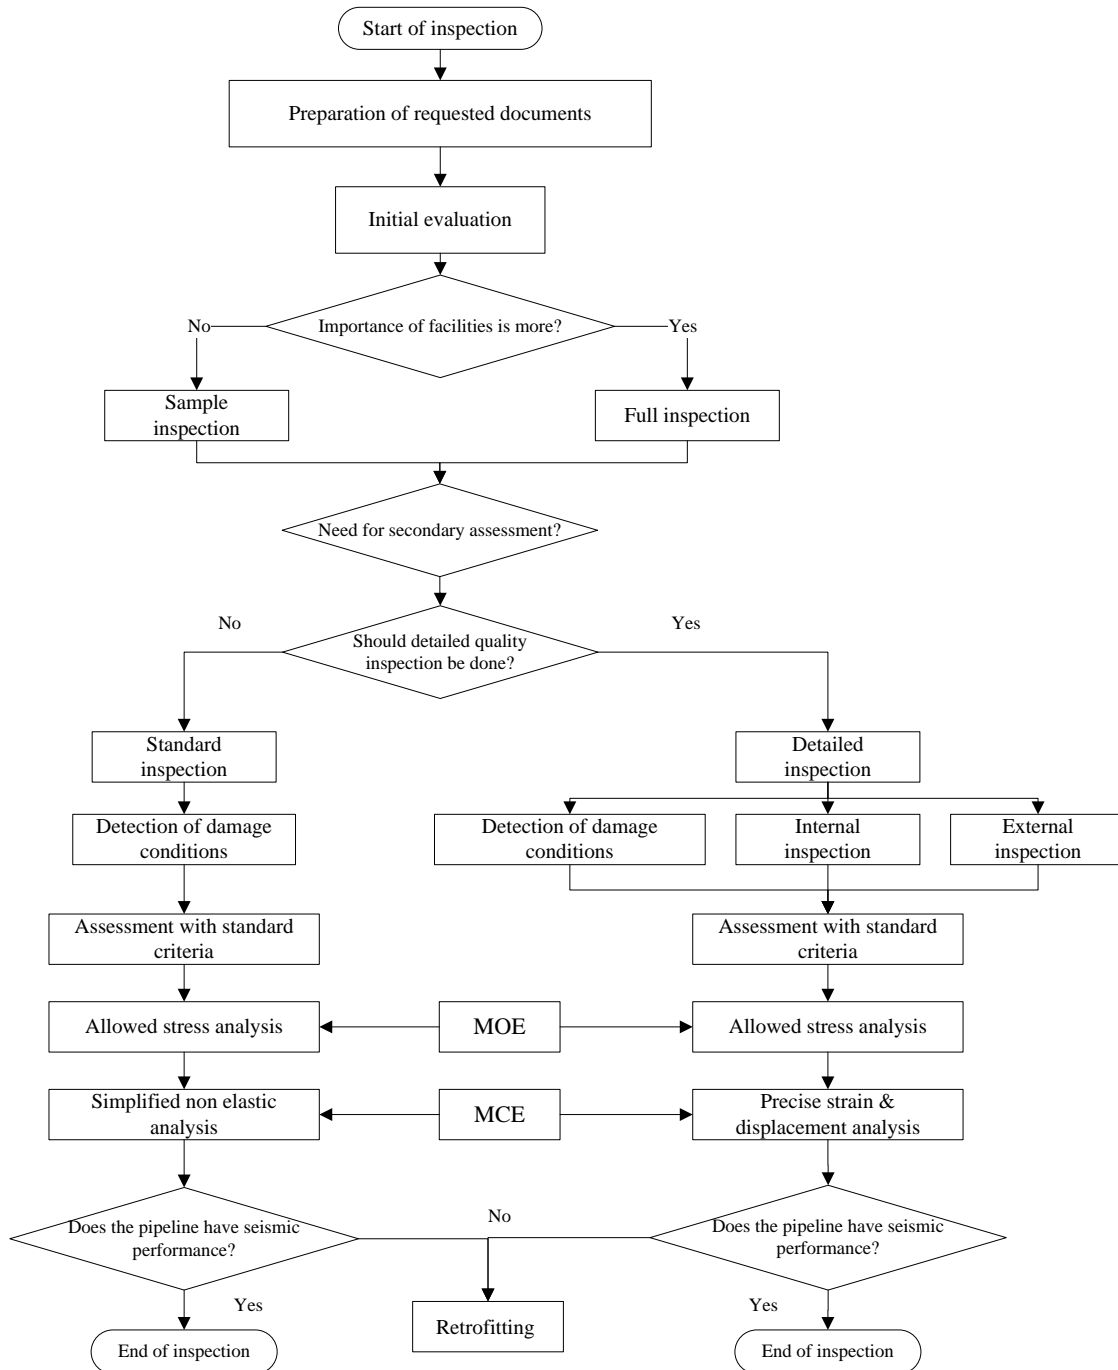 Start of inspection
Preparation of requested documents
Initial evaluation
Importance of facilities is more?
No
Yes
Sample
inspection
Full inspection
Need for secondary assessment?
No
Yes
Should detailed quality
inspection be done?
Standard
inspection
Detailed
inspection
Detection of damage
conditions
Detection of damage
conditions
Internal
inspection
External
inspection
Assessment with standard
criteria
Assessment with standard
criteria
Allowed stress analysis
MOE
Allowed stress analysis
Simplified non elastic
analysis
MCE
Precise strain &
displacement analysis
Does the pipeline have seismic
performance?
No
Does the pipeline have seismic
performance?
Yes
Retrofitting
Yes
End of inspection
End of inspection